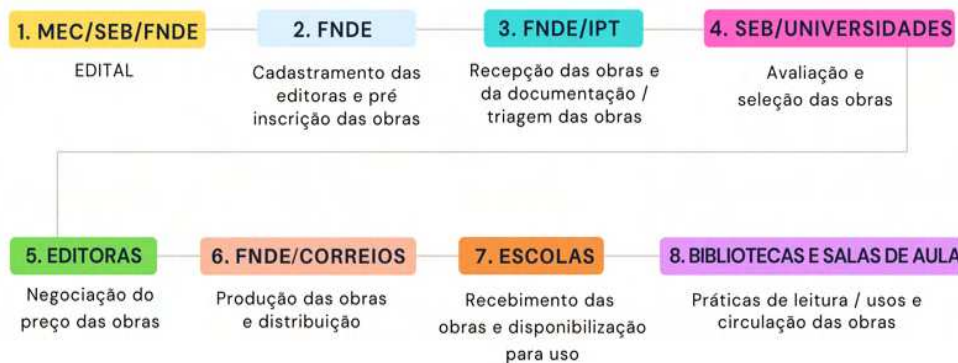 1. MEC/SEB/FNDE
EDITAL
2. FNDE
Cadastramento das
editoras e pré
inscrição das obras
3. FNDE/IPT
Recepção das obras e
da documentação /
triagem das obras
4. SEB/UNIVERSIDADES
Avaliação e
seleção das obras
5. EDITORAS
Negociação do
preço das obras
6. FNDE/CORREIOS
Produção das obras
e distribuição
7. ESCOLAS
Recebimento das
obras e disponibilização
para uso
8. BIBLIOTECAS E SALAS DE AULA
Práticas de leitura / usos e
circulação das obras